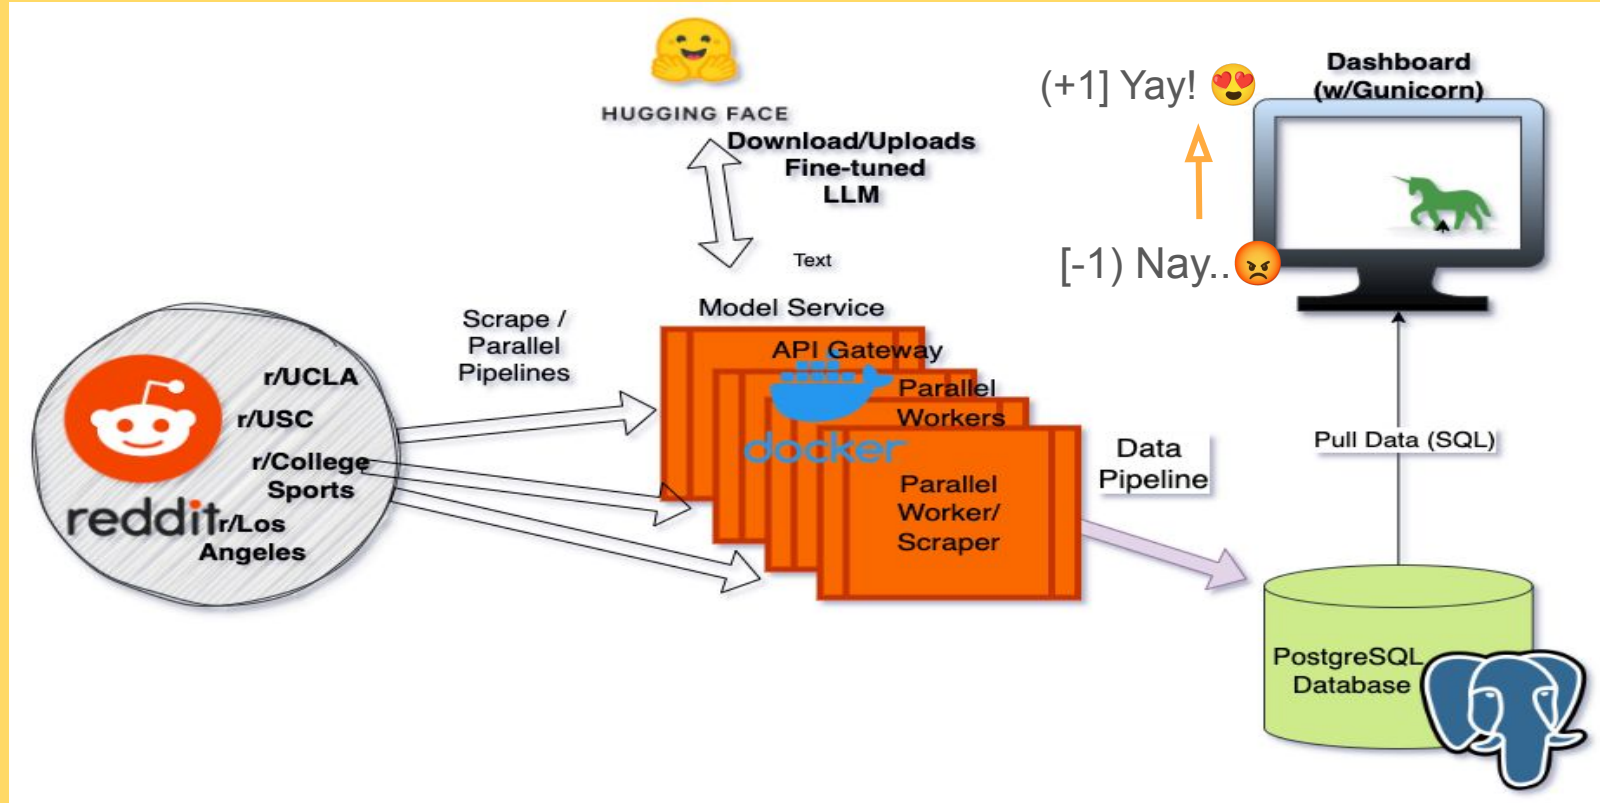 HUGGING FACE
Download/Uploads
Fine-tuned
LLM
Text
(+1] Yay! 😍
[-1) Nay..😡
Dashboard
(w/Gunicorn)
r/UCLA
r/USC
r/College
Sports
r/Los
Angeles
reddit
Scrape /
Parallel
Pipelines
Model Service
API Gateway
Parallel
Workers
docker
Parallel
Worker/
Scraper
Data
Pipeline
Pull Data (SQL)
PostgreSQL
Database